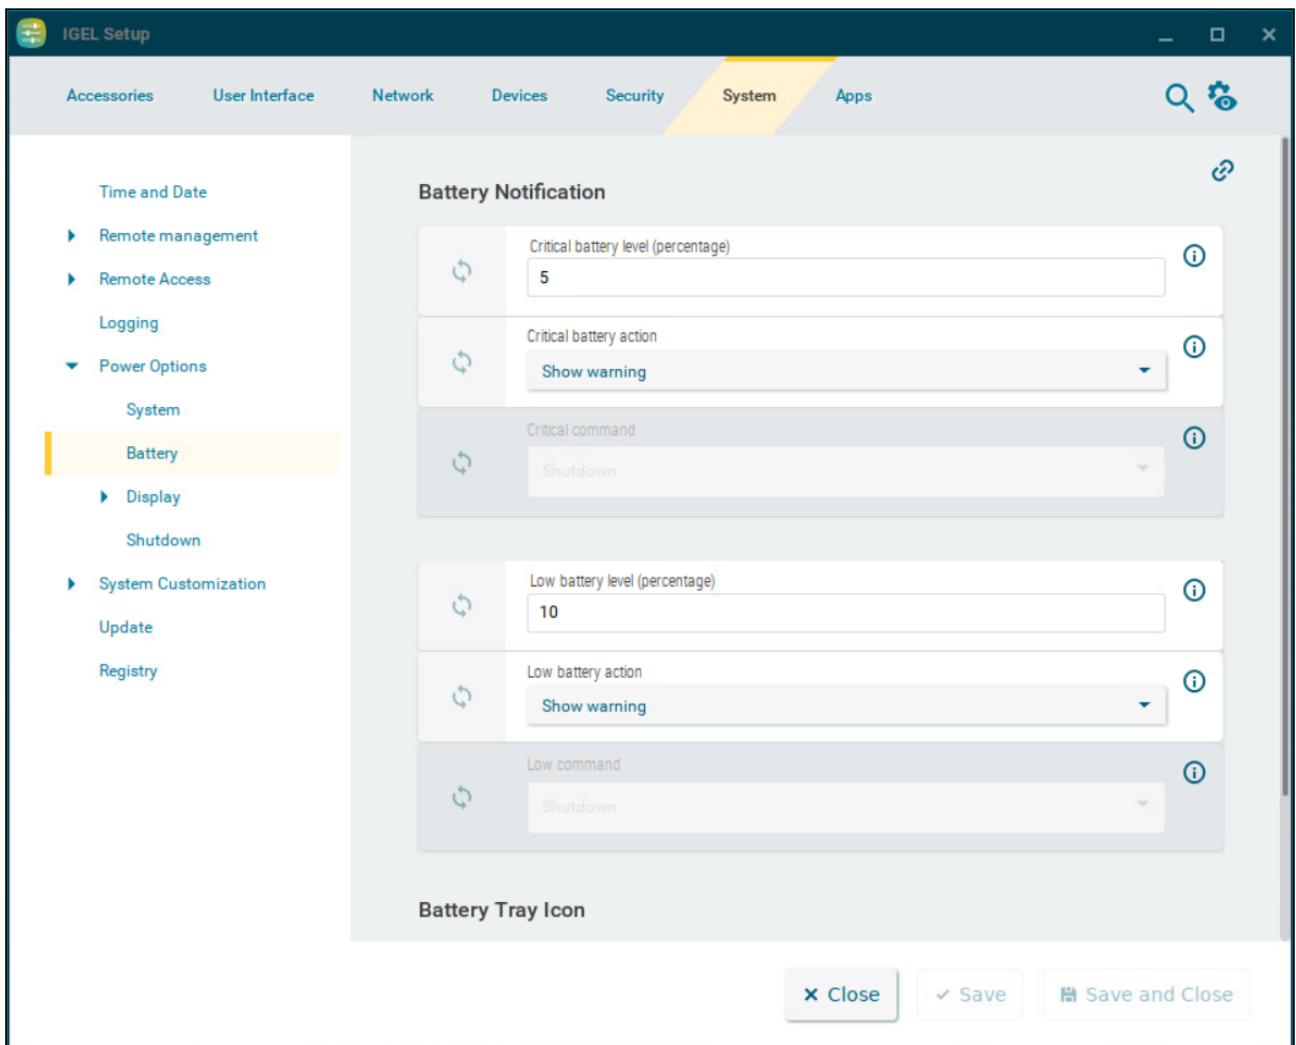 IGEL Setup
Accessories User Interface Network Devices Security System Apps
Time and Date
Remote management
Remote Access
Logging
Power Options
System
Battery
Display
Shutdown
System Customization
Update
Registry
Battery Notification
Critical battery level (percentage)
5
Critical battery action
Show warning
Critical command
Shutdown
Low battery level (percentage)
10
Low battery action
Show warning
Low command
Shutdown
Battery Tray Icon
Close Save Save and Close